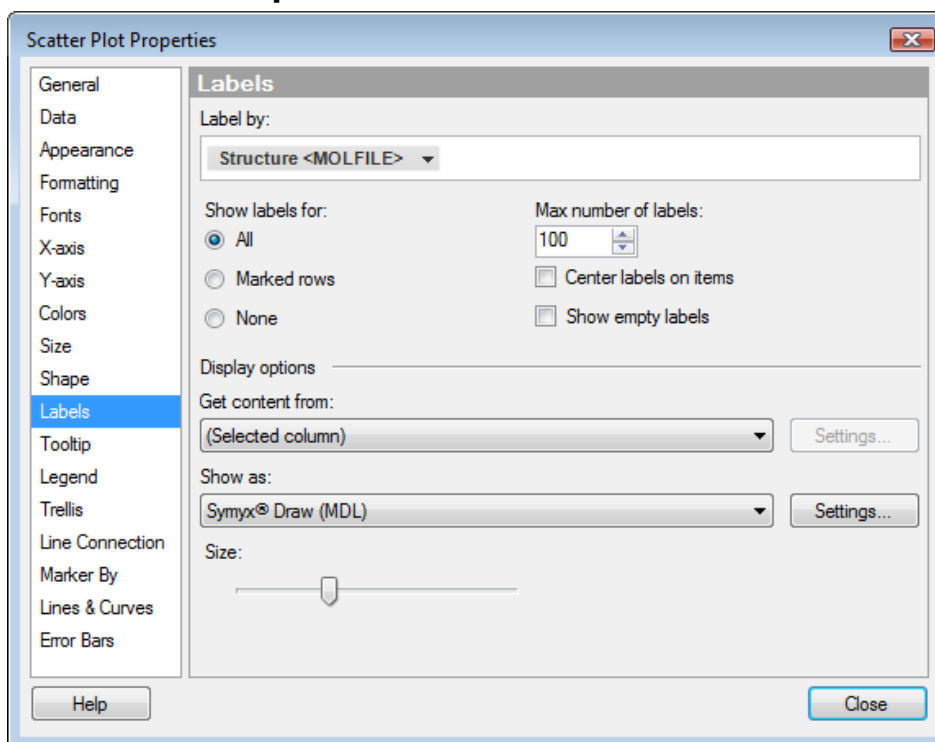 Scatter Plot Properties
General
Data
Appearance
Formatting
Fonts
X-axis
Y-axis
Colors
Size
Shape
Labels
Tooltip
Legend
Trellis
Line Connection
Marker By
Lines & Curves
Error Bars
Labels
Label by:
Structure <MOLFILE>
Show labels for:
All
Marked rows
None
Max number of labels:
100
Center labels on items
Show empty labels
Display options
Get content from:
(Selected column)
Settings...
Show as:
Symyx® Draw (MDL)
Settings...
Size:
Help
Close